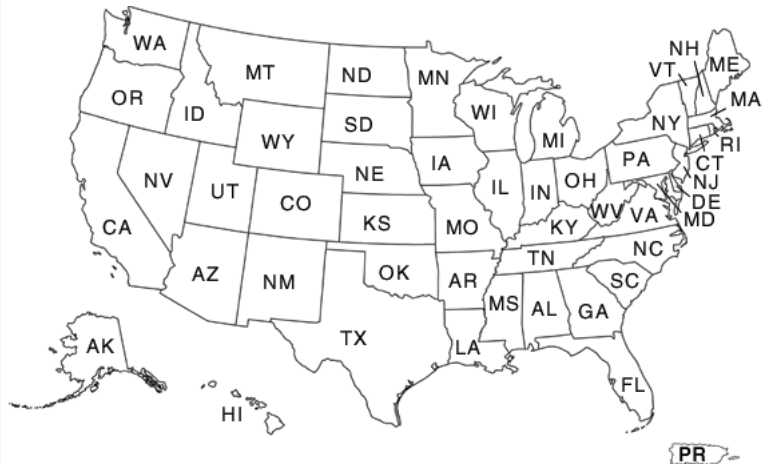 NH
WA
VT
ME
MT
ND
MN
OR
MA
ID
SD
WI
NY
WY
MI
RI
IA
PA
CT
NE
NV
UT
IL
IN
OH
NJ
CO
DE
WV
VA
MD
CA
KS
MO
KY
NC
TN
AZ
NM
OK
AR
SC
MS
AL
GA
TX
AK
LA
FL
HI
PR